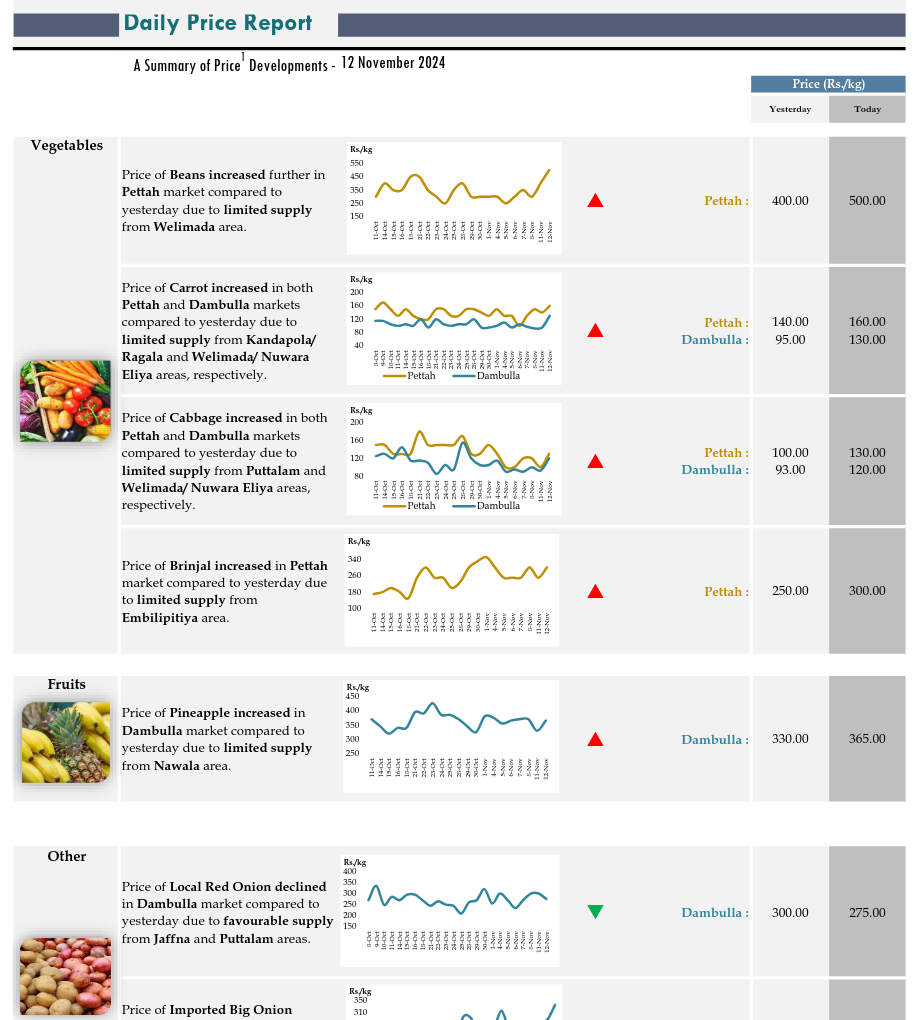 Daily Price Report
A Summary of Price1 Developments - 12 November 2024
Price (Rs./kg)
Yesterday Today
Vegetables
Price of Beans increased further in
Pettah market compared to
yesterday due to limited supply
from Welimada area.
Rs./kg
550
450
350
250
150
11-Oct 14-Oct 15-Oct 16-Oct 18-Oct 21-Oct 22-Oct 23-Oct 24-Oct 25-Oct 28-Oct 29-Oct 30-Oct 1-Nov 4-Nov 5-Nov 6-Nov 7-Nov 8-Nov 11-Nov 12-Nov
Pettah : 400.00 500.00
Price of Carrot increased in both
Pettah and Dambulla markets
compared to yesterday due to
limited supply from Kandapola/
Ragala and Welimada/ Nuwara
Eliya areas, respectively.
Rs./kg
200
160
120
80
40
Pettah Dambulla
Pettah : 140.00 160.00
Dambulla : 95.00 130.00
Price of Cabbage increased in both
Pettah and Dambulla markets
compared to yesterday due to
limited supply from Puttalam and
Welimada/ Nuwara Eliya areas,
respectively.
Rs./kg
200
160
120
80
Pettah Dambulla
Pettah : 100.00 130.00
Dambulla : 93.00 120.00
Price of Brinjal increased in Pettah
market compared to yesterday due
to limited supply from
Embilipitiya area.
Rs./kg
340
260
180
100
Pettah : 250.00 300.00
Fruits
Price of Pineapple increased in
Dambulla market compared to
yesterday due to limited supply
from Nawala area.
Rs./kg
450
400
350
300
250
Dambulla : 330.00 365.00
Other
Price of Local Red Onion declined
in Dambulla market compared to
yesterday due to favourable supply
from Jaffna and Puttalam areas.
Rs./kg
400
350
300
250
200
150
Dambulla : 300.00 275.00
Price of Imported Big Onion
350
310